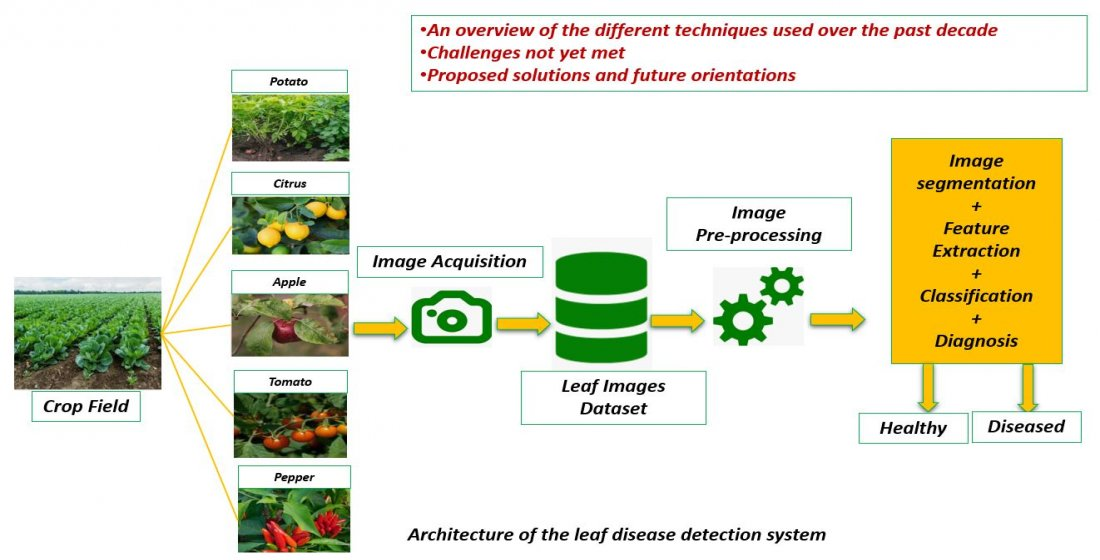 •An overview of the different techniques used over the past decade
•Challenges not yet met
•Proposed solutions and future orientations
Potato
Citrus
Apple
Tomato
Pepper
Crop Field
Image Acquisition
Leaf Images
Dataset
Image
Pre-processing
Image
segmentation
+
Feature
Extraction
+
Classification
+
Diagnosis
Healthy
Diseased
Architecture of the leaf disease detection system